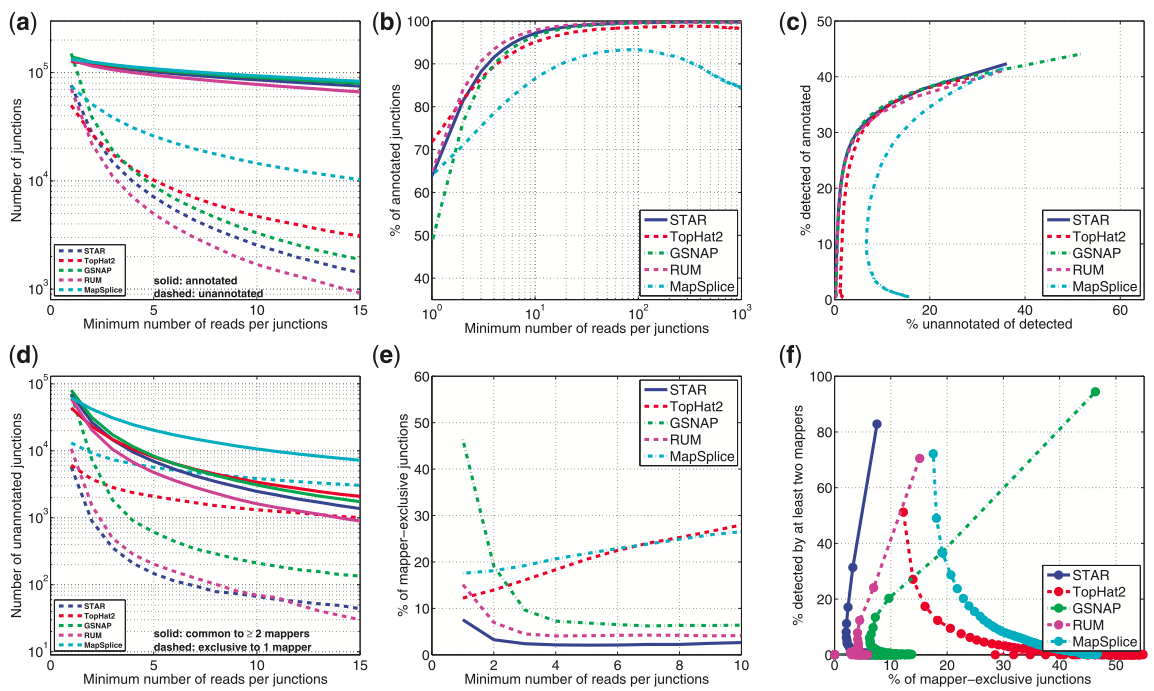 (a)
Number of junctions
10^5
10^4
10^3
0 5 10 15
Minimum number of reads per junctions
STAR
TopHat2
GSNAP
RUM
MapSplice
solid: annotated
dashed: unannotated
(b)
% of annotated junctions
100
90
80
70
60
50
40
10^0 10^1 10^2 10^3
Minimum number of reads per junctions
STAR
TopHat2
GSNAP
RUM
MapSplice
(c)
% detected of annotated
50
40
30
20
10
0
0 20 40 60
% unannotated of detected
STAR
TopHat2
GSNAP
RUM
MapSplice
(d)
Number of unannotated junctions
10^5
10^4
10^3
10^2
10^1
0 5 10 15
Minimum number of reads per junctions
STAR
TopHat2
GSNAP
RUM
MapSplice
solid: common to ≥ 2 mappers
dashed: exclusive to 1 mapper
(e)
% of mapper−exclusive junctions
60
50
40
30
20
10
0
0 2 4 6 8 10
Minimum number of reads per junctions
STAR
TopHat2
GSNAP
RUM
MapSplice
(f)
% detected by at least two mappers
100
80
60
40
20
0
0 10 20 30 40 50
% of mapper−exclusive junctions
STAR
TopHat2
GSNAP
RUM
MapSplice